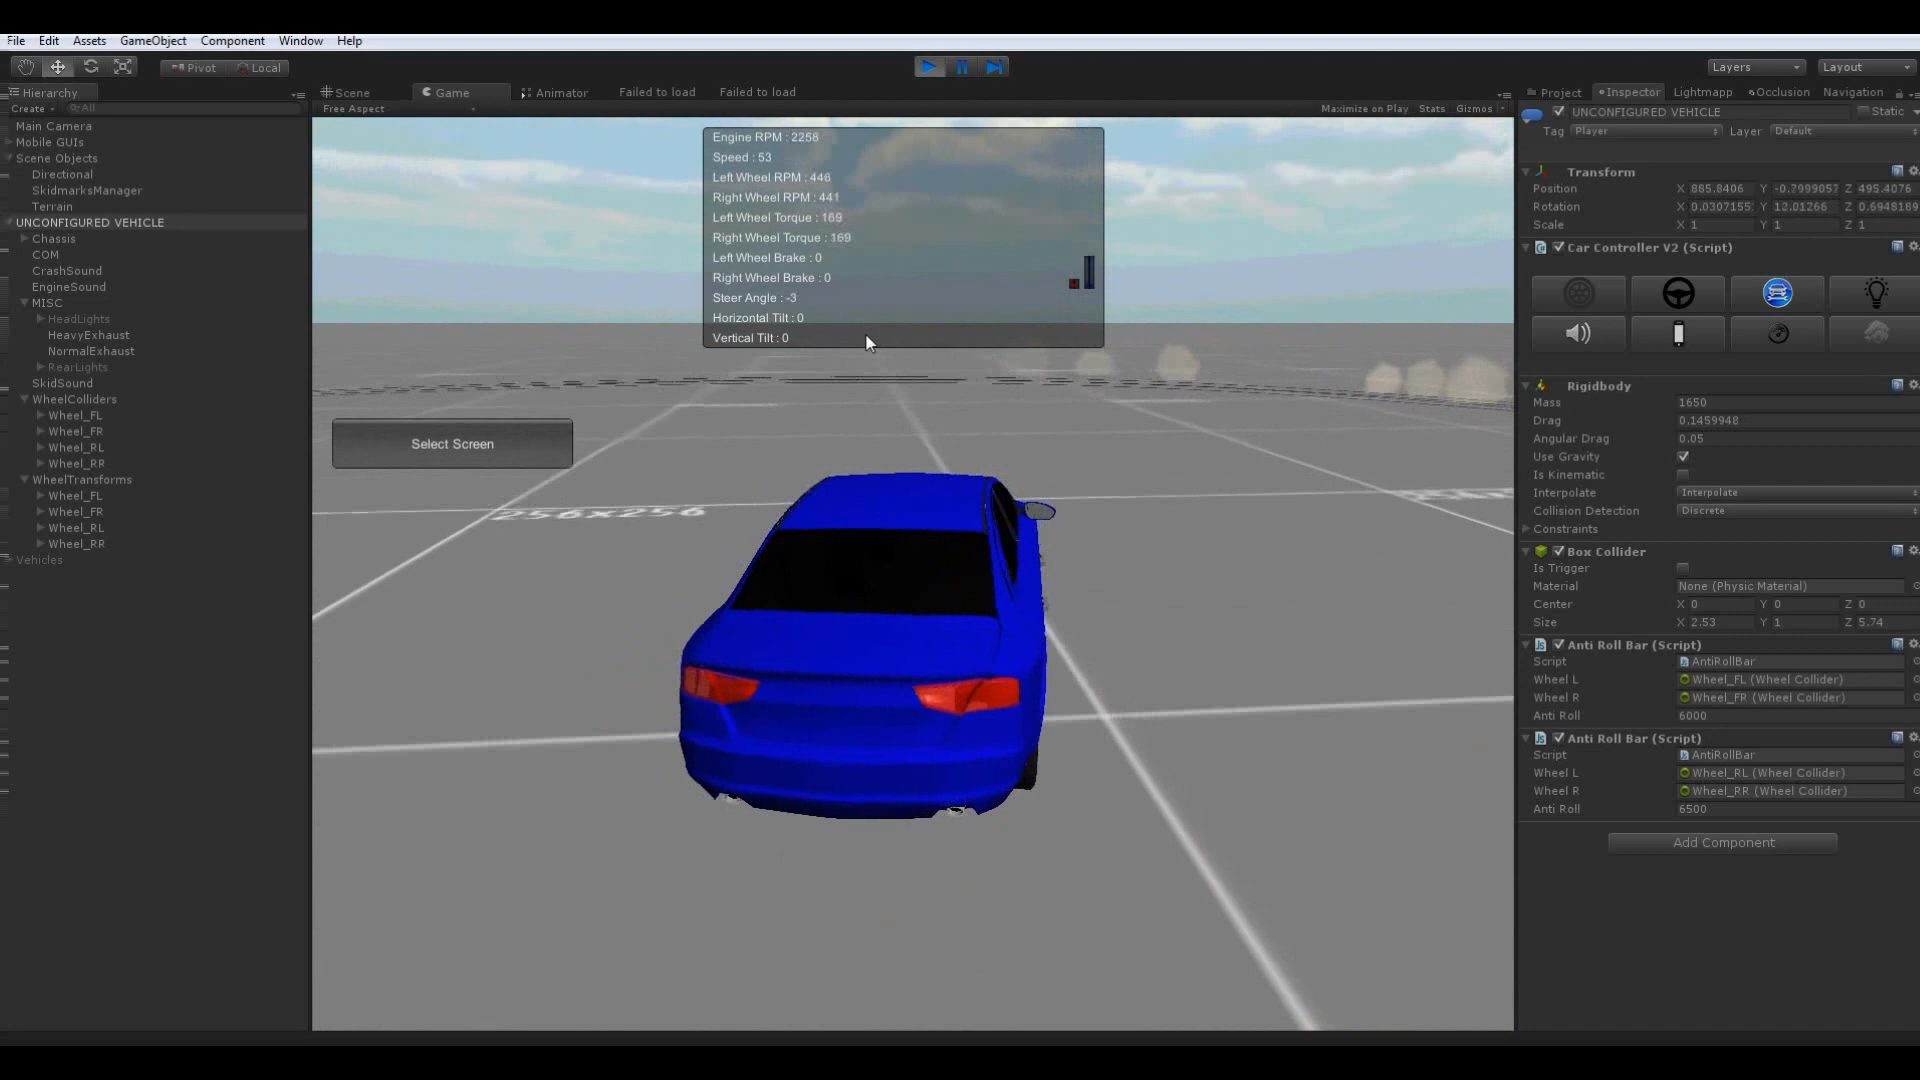 File Edit Assets GameObject Component Window Help
Pivot Local Layers Layout
Hierarchy
Create All
Main Camera
Mobile GUIs
Scene Objects
Directional
SkidmarksManager
Terrain
UNCONFIGURED VEHICLE
Chassis
COM
CrashSound
EngineSound
MISC
HeadLights
HeavyExhaust
NormalExhaust
RearLights
SkidSound
WheelColliders
Wheel_FL
Wheel_FR
Wheel_RL
Wheel_RR
WheelTransforms
Wheel_FL
Wheel_FR
Wheel_RL
Wheel_RR
Vehicles
Scene Game Animator Failed to load Failed to load
Free Aspect Maximize on Play Stats Gizmos
Engine RPM : 2258
Speed : 53
Left Wheel RPM : 446
Right Wheel RPM : 441
Left Wheel Torque : 169
Right Wheel Torque : 169
Left Wheel Brake : 0
Right Wheel Brake : 0
Steer Angle : -3
Horizontal Tilt : 0
Vertical Tilt : 0
Select Screen
256x256
Project Inspector Lightmapp Occlusion Navigation
UNCONFIGURED VEHICLE Static
Tag Player Layer Default
Transform
Position X 885.8406 Y -0.7999057 Z 495.4076
Rotation X 0.0307155 Y 12.01266 Z 0.6948189
Scale X 1 Y 1 Z 1
Car Controller V2 (Script)
Rigidbody
Mass 1650
Drag 0.1459948
Angular Drag 0.05
Use Gravity
Is Kinematic
Interpolate Interpolate
Collision Detection Discrete
Constraints
Box Collider
Is Trigger
Material None (Physic Material)
Center X 0 Y 0 Z 0
Size X 2.53 Y 1 Z 5.74
Anti Roll Bar (Script)
Script AntiRollBar
Wheel L Wheel_FL (Wheel Collider)
Wheel R Wheel_FR (Wheel Collider)
Anti Roll 6000
Anti Roll Bar (Script)
Script AntiRollBar
Wheel L Wheel_RL (Wheel Collider)
Wheel R Wheel_RR (Wheel Collider)
Anti Roll 6500
Add Component